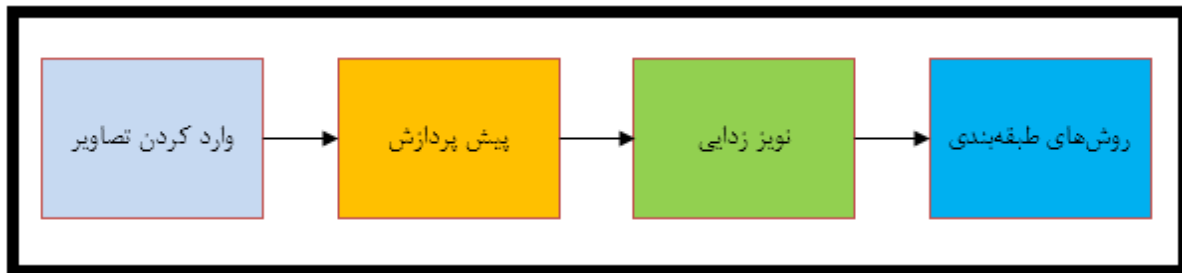 وارد کردن تصاویر
پیش پردازش
نویز زدایی
روش‌های طبقه‌بندی